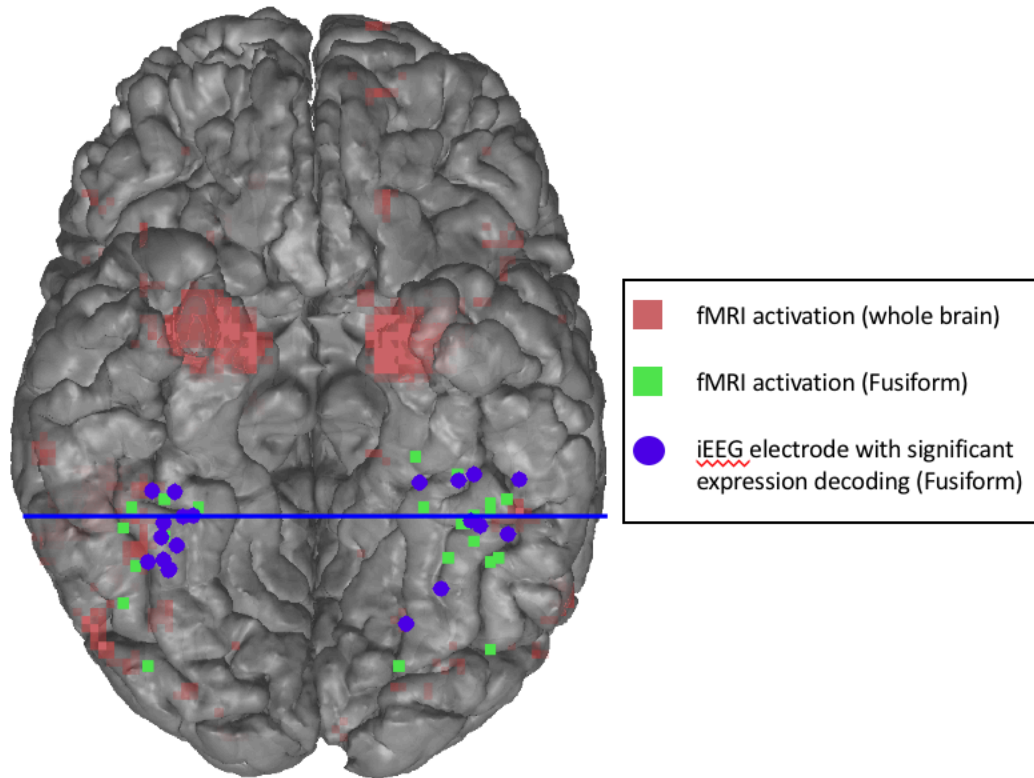 fMRI activation (whole brain)
fMRI activation (Fusiform)
iEEG electrode with significant
expression decoding (Fusiform)